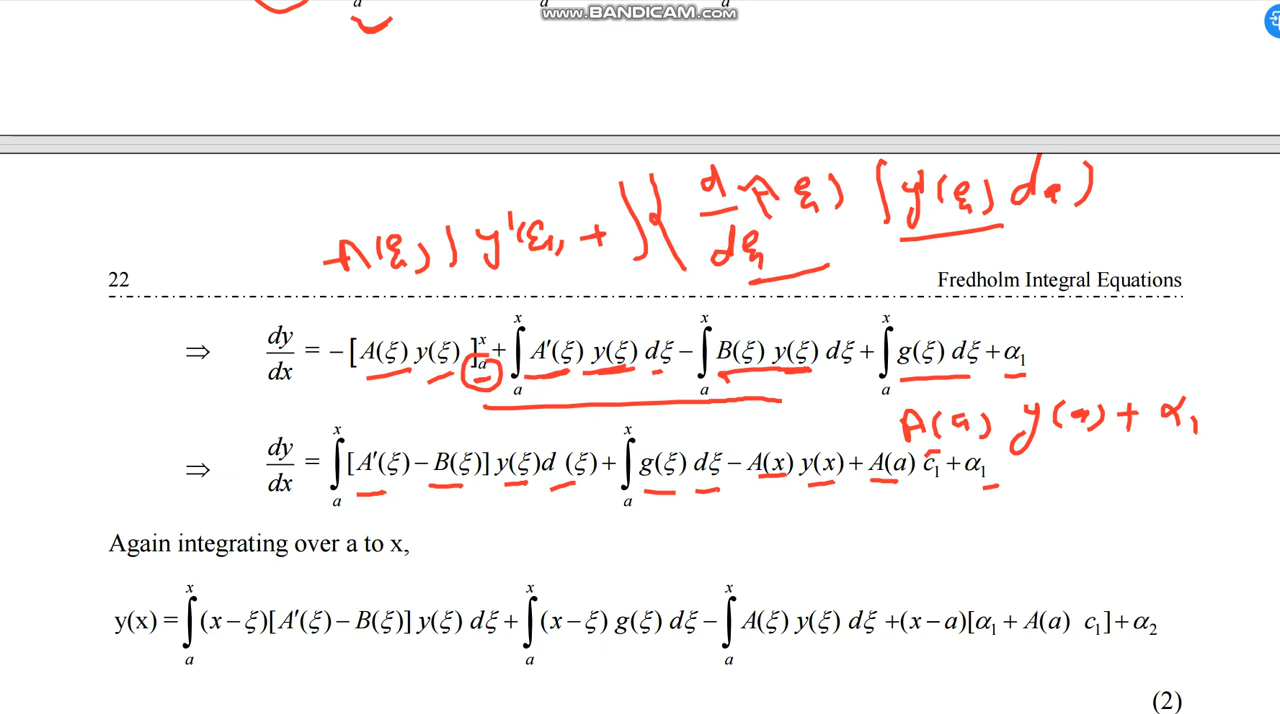 a
www.BANDICAM.com
d/dξ A(ξ) ∫ y'(ξ) dξ)
A(ξ) ∫ y'(ξ) + ∫ {
22 Fredholm Integral Equations
⇒ dy/dx = −[A(ξ) y(ξ)]ₐˣ + ∫ₐˣ A′(ξ) y(ξ) dξ − ∫ₐˣ B(ξ) y(ξ) dξ + ∫ₐˣ g(ξ) dξ + α₁
A(a) y(a) + α₁
⇒ dy/dx = ∫ₐˣ [A′(ξ) − B(ξ)] y(ξ)d (ξ) + ∫ₐˣ g(ξ) dξ − A(x) y(x) + A(a) c₁ + α₁
Again integrating over a to x,
y(x) = ∫ₐˣ (x − ξ)[A′(ξ) − B(ξ)] y(ξ) dξ + ∫ₐˣ (x − ξ) g(ξ) dξ − ∫ₐˣ A(ξ) y(ξ) dξ +(x − a)[α₁ + A(a) c₁] + α₂
(2)